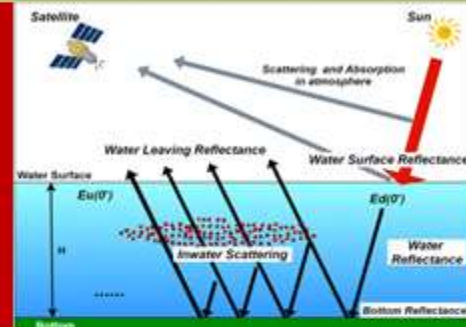 Satellite
Sun
Scattering and Absorption
in atmosphere
Water Leaving Reflectance
Water Surface Reflectance
Water Surface
Eu(0⁻)
Ed(0⁻)
H
Inwater Scattering
Water
Reflectance
......
Bottom Reflectance
Bottom